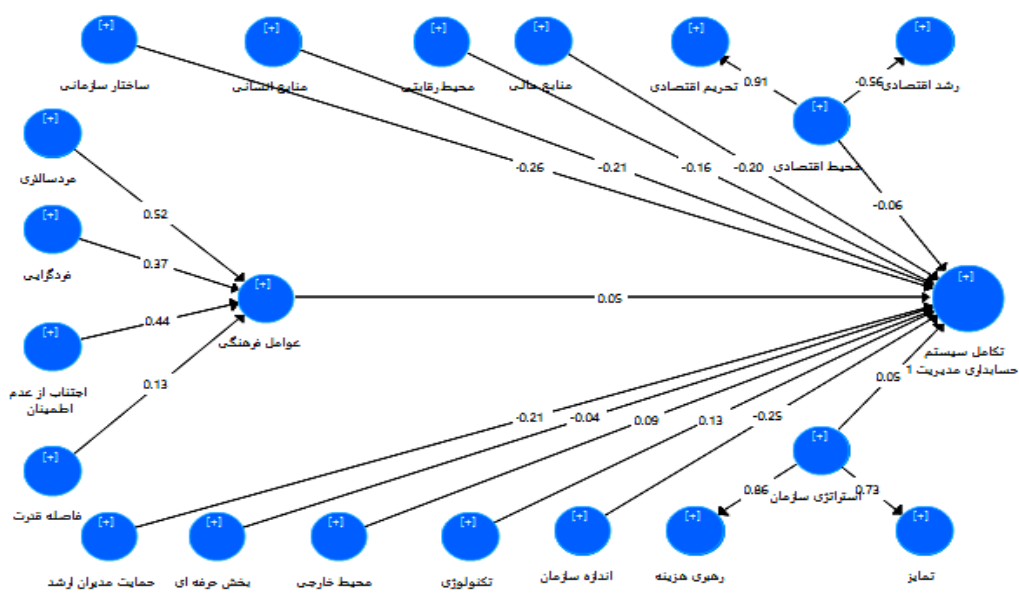 [+] [+] [+] [+] [+] [+]
ساختار سازمانی
منابع انسانی
محیط رقابتی
منابع مالی
تحریم اقتصادی
رشد اقتصادی
0.91
-0.56
[+]
[+]
محیط اقتصادی
مردسالاری
-0.26
-0.21
-0.16
-0.20
-0.06
0.52
[+]
فردگرایی
0.37
[+]
[+]
عوامل فرهنگی
0.05
[+]
تکامل سیستم
حسابداری مدیریت 1
0.44
[+]
اجتناب از عدم
اطمینان
0.13
0.05
-0.21
-0.04
0.09
0.13
-0.25
[+]
فاصله قدرت
[+]
استراتژی سازمان
0.86
0.73
[+] [+] [+] [+] [+] [+] [+]
حمایت مدیران ارشد
بخش حرفه ای
محیط خارجی
تکنولوژی
اندازه سازمان
رهبری هزینه
تمایز